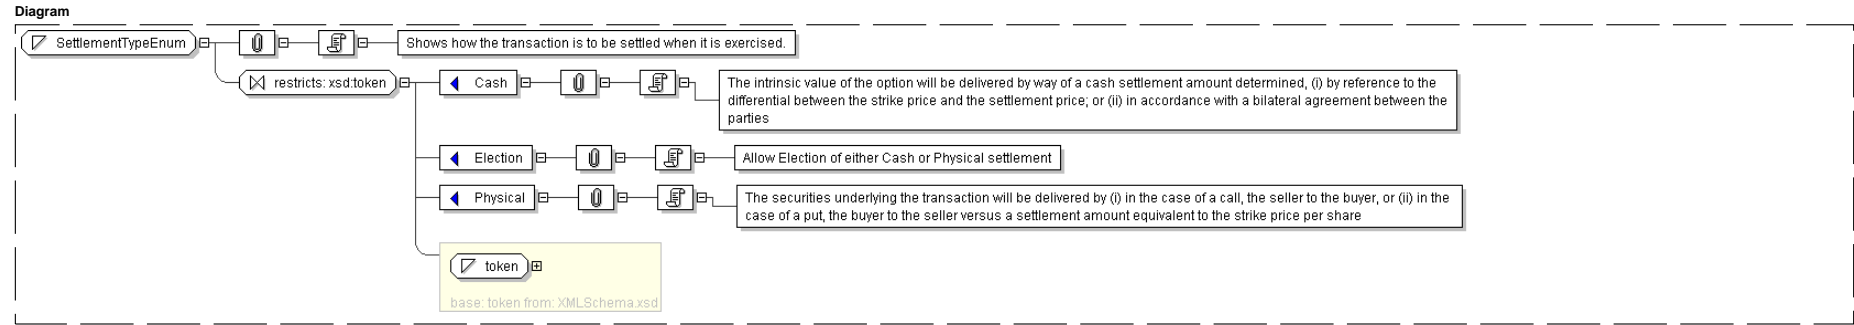 Diagram
SettlementTypeEnum
Shows how the transaction is to be settled when it is exercised.
restricts: xsd:token
Cash
The intrinsic value of the option will be delivered by way of a cash settlement amount determined, (i) by reference to the
differential between the strike price and the settlement price; or (ii) in accordance with a bilateral agreement between the
parties
Election
Allow Election of either Cash or Physical settlement
Physical
The securities underlying the transaction will be delivered by (i) in the case of a call, the seller to the buyer, or (ii) in the
case of a put, the buyer to the seller versus a settlement amount equivalent to the strike price per share
token
base: token from: XMLSchema.xsd